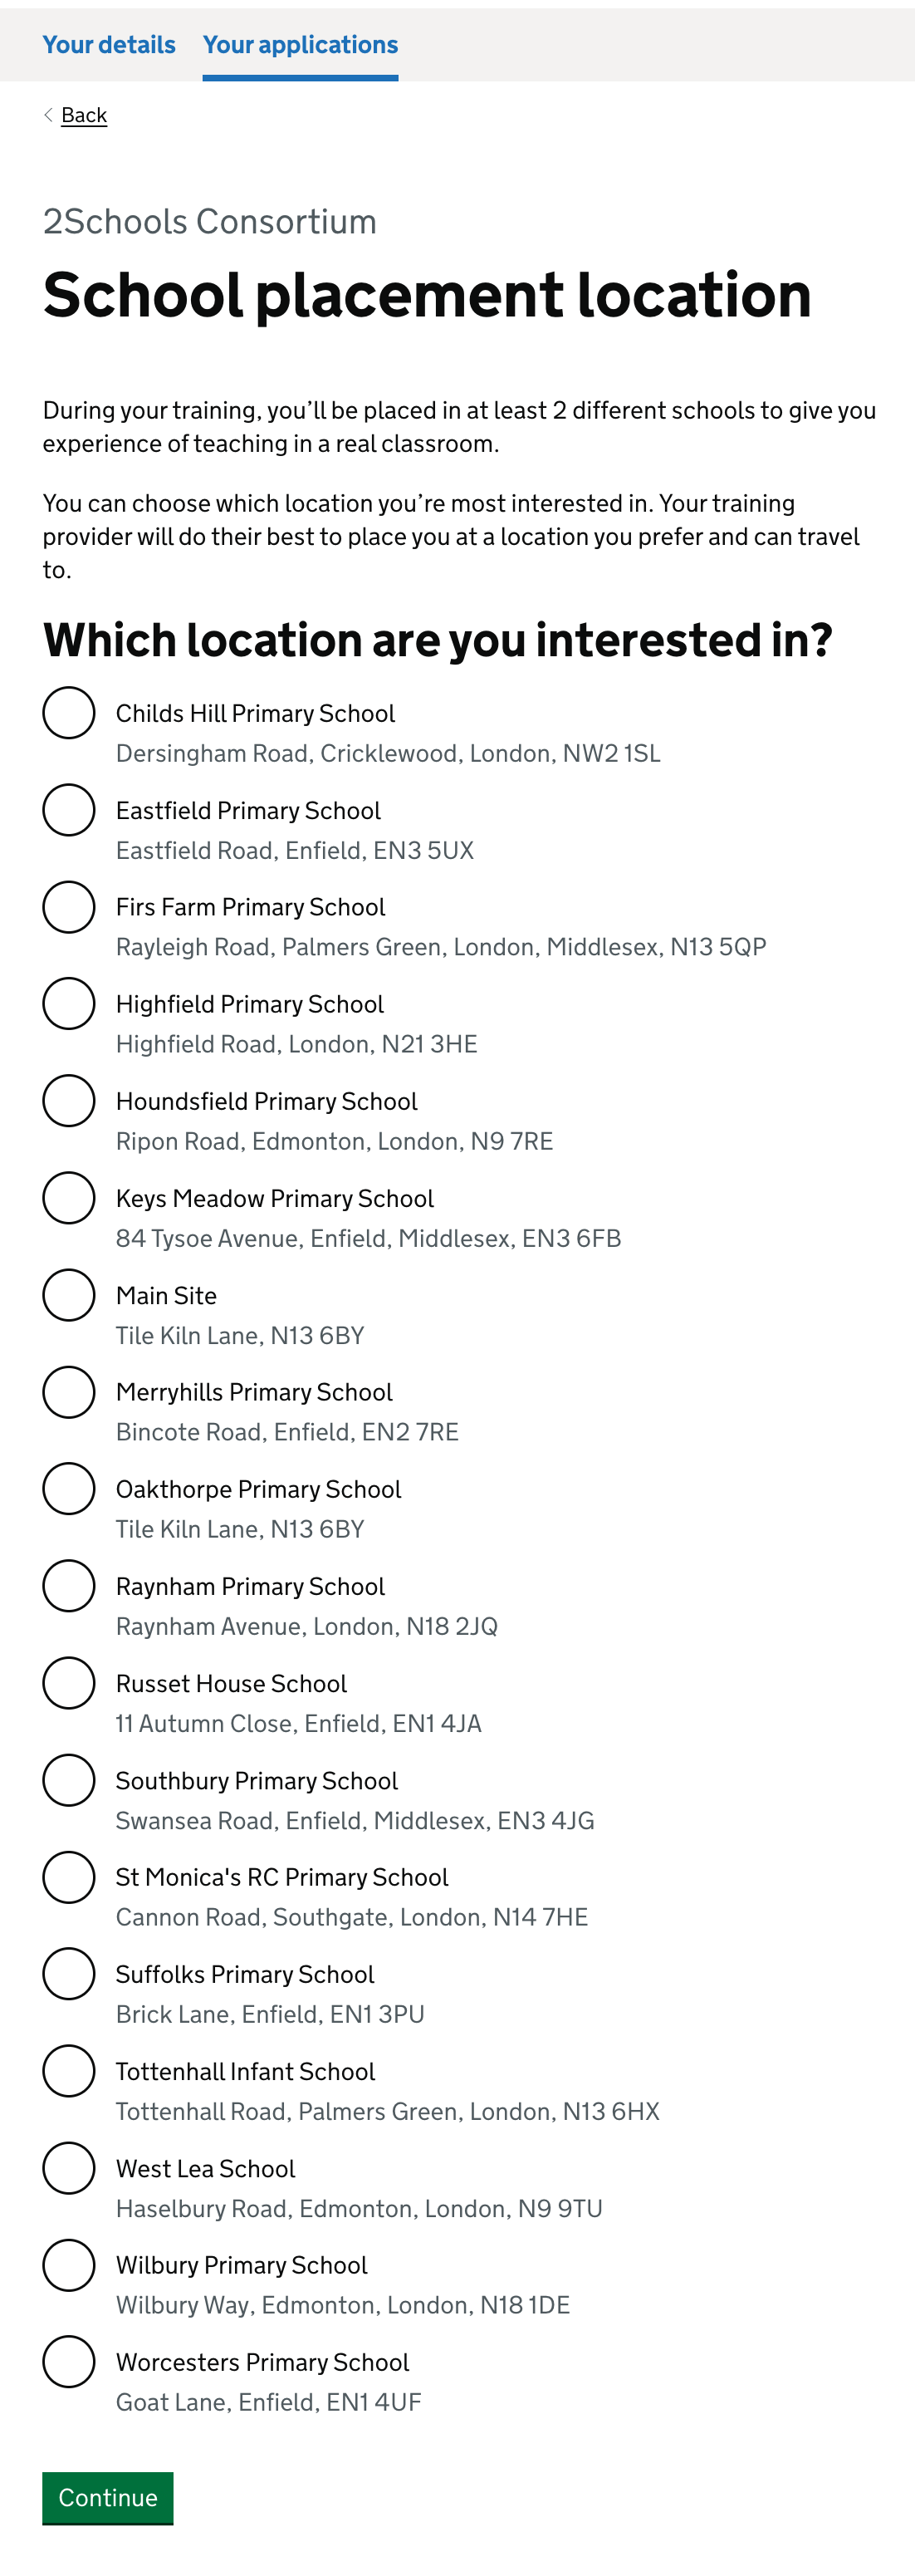 Your details
Your applications
Back
2Schools Consortium
School placement location
During your training, you’ll be placed in at least 2 different schools to give you
experience of teaching in a real classroom.
You can choose which location you’re most interested in. Your training
provider will do their best to place you at a location you prefer and can travel
to.
Which location are you interested in?
Childs Hill Primary School
Dersingham Road, Cricklewood, London, NW2 1SL
Eastfield Primary School
Eastfield Road, Enfield, EN3 5UX
Firs Farm Primary School
Rayleigh Road, Palmers Green, London, Middlesex, N13 5QP
Highfield Primary School
Highfield Road, London, N21 3HE
Houndsfield Primary School
Ripon Road, Edmonton, London, N9 7RE
Keys Meadow Primary School
84 Tysoe Avenue, Enfield, Middlesex, EN3 6FB
Main Site
Tile Kiln Lane, N13 6BY
Merryhills Primary School
Bincote Road, Enfield, EN2 7RE
Oakthorpe Primary School
Tile Kiln Lane, N13 6BY
Raynham Primary School
Raynham Avenue, London, N18 2JQ
Russet House School
11 Autumn Close, Enfield, EN1 4JA
Southbury Primary School
Swansea Road, Enfield, Middlesex, EN3 4JG
St Monica's RC Primary School
Cannon Road, Southgate, London, N14 7HE
Suffolks Primary School
Brick Lane, Enfield, EN1 3PU
Tottenhall Infant School
Tottenhall Road, Palmers Green, London, N13 6HX
West Lea School
Haselbury Road, Edmonton, London, N9 9TU
Wilbury Primary School
Wilbury Way, Edmonton, London, N18 1DE
Worcesters Primary School
Goat Lane, Enfield, EN1 4UF
Continue